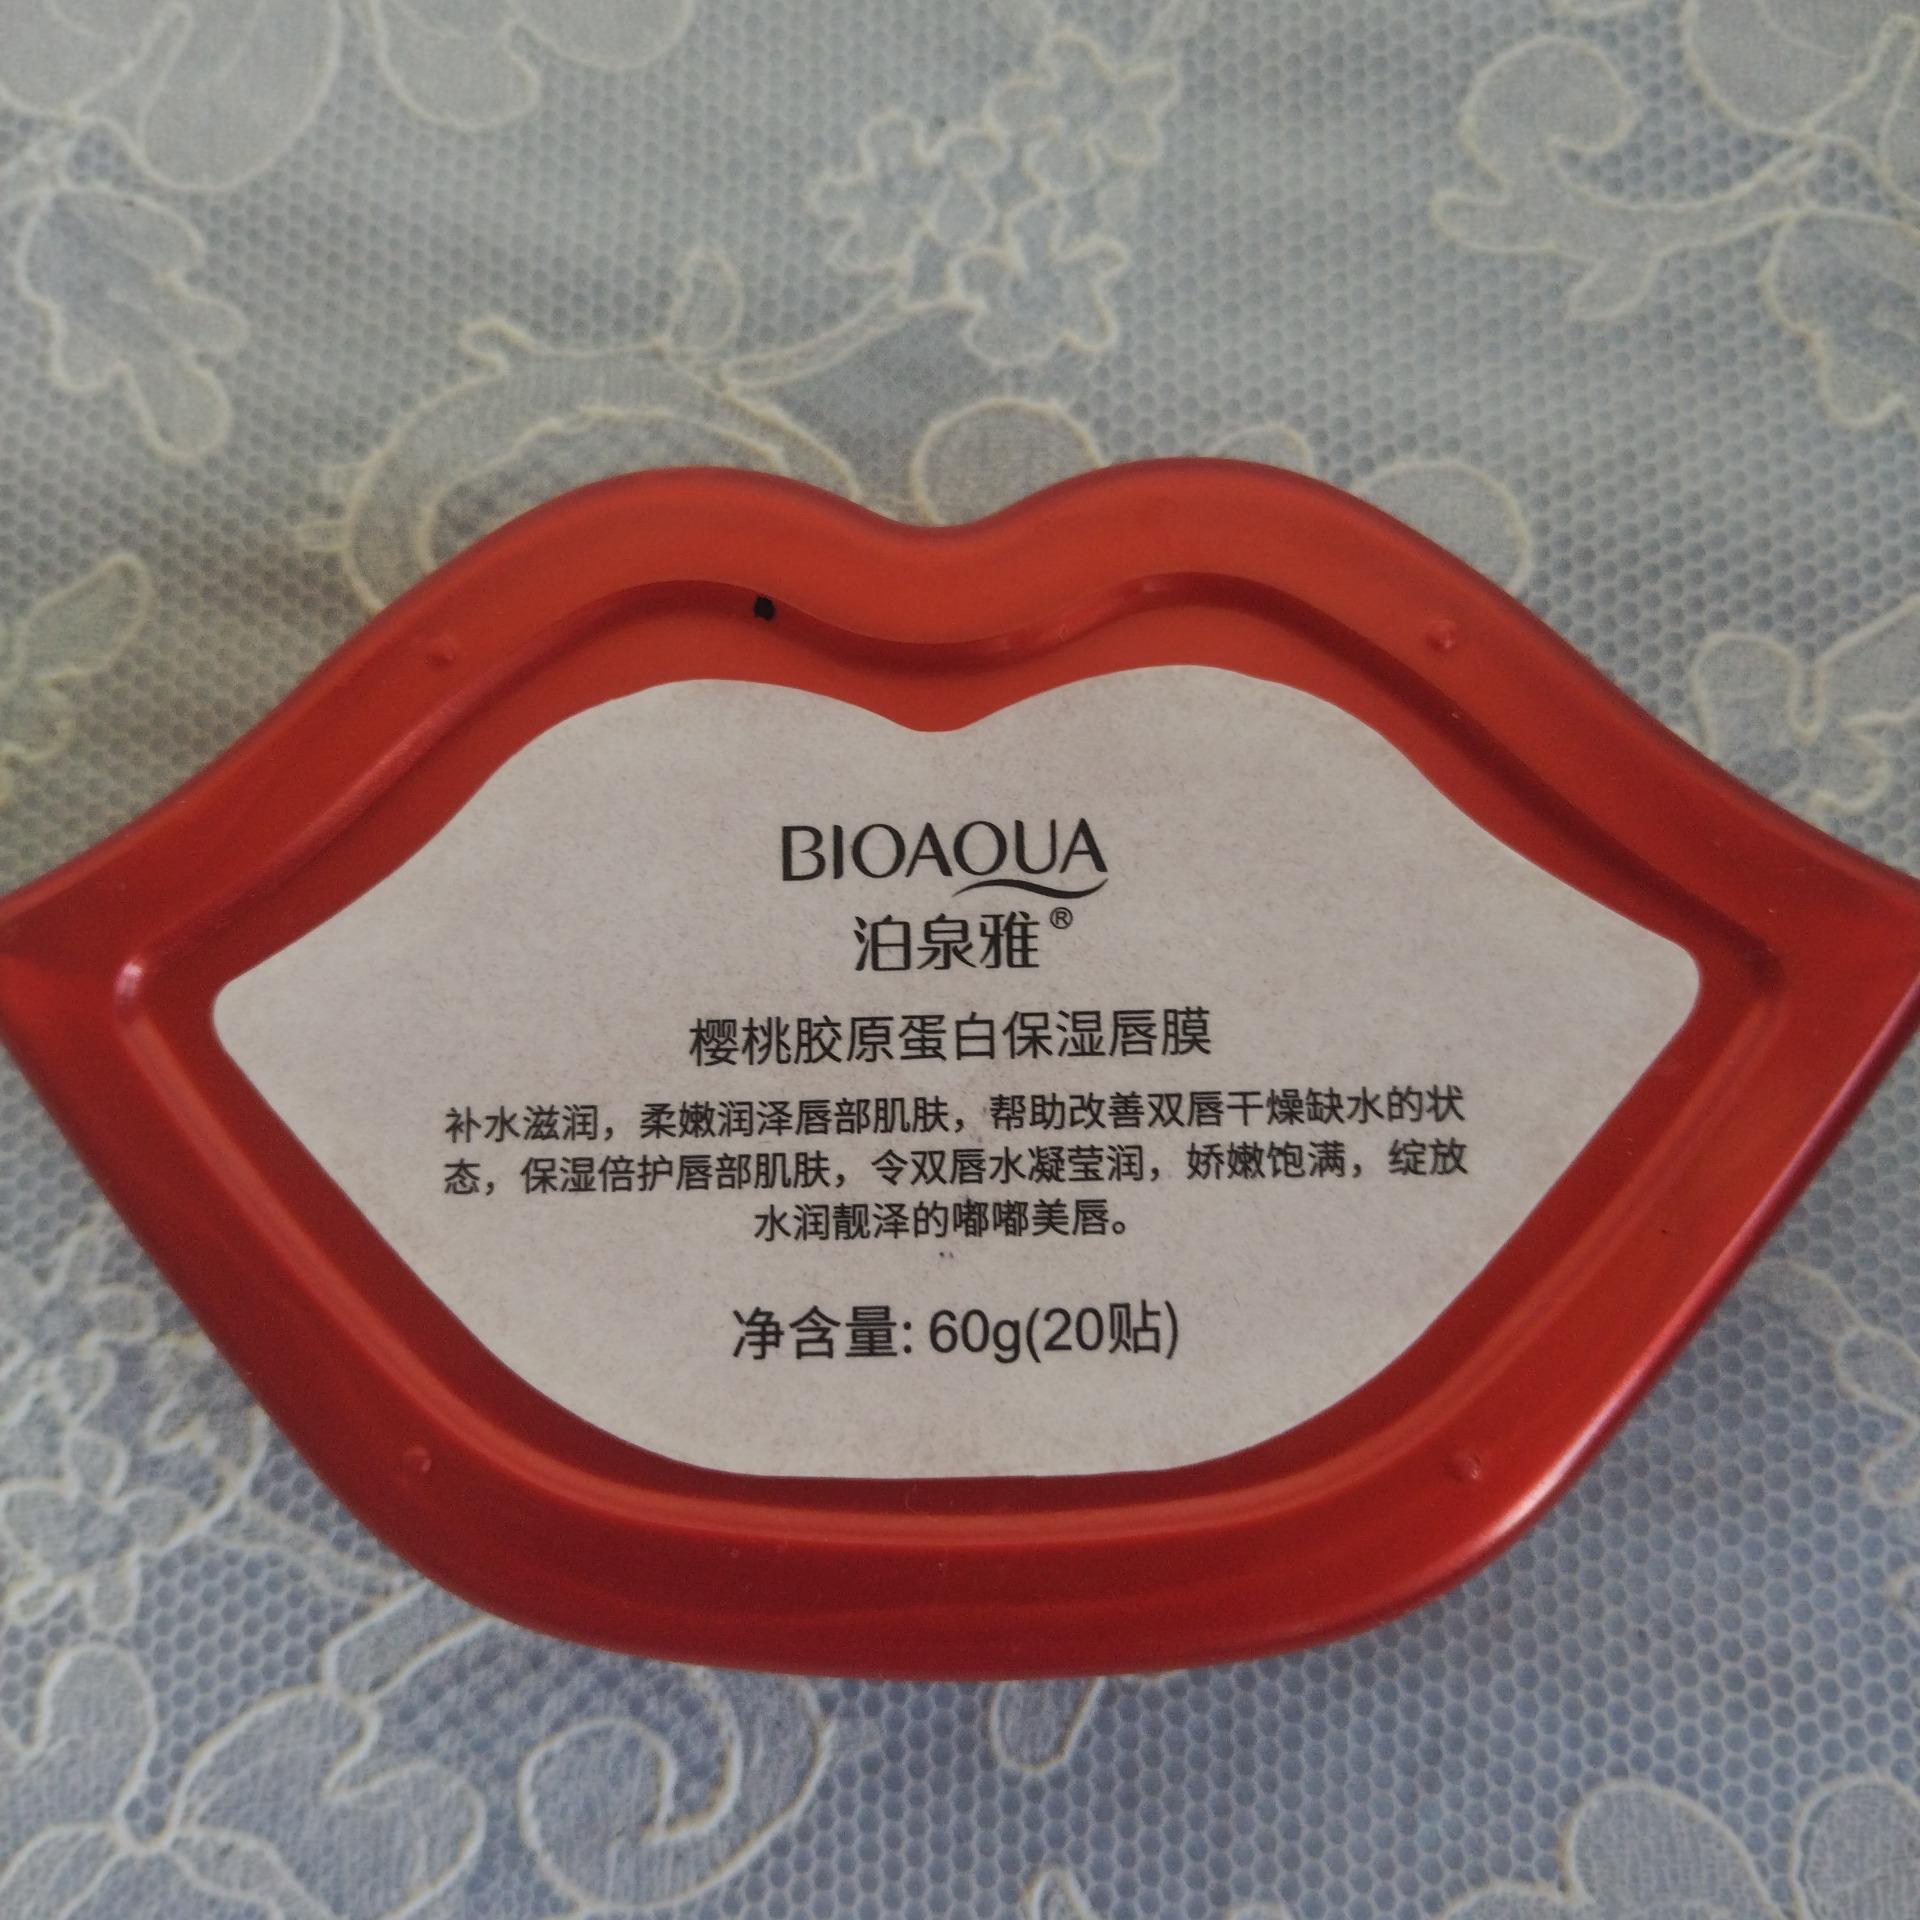 BIOAQUA
泊泉雅®
樱桃胶原蛋白保湿唇膜
补水滋润，柔嫩润泽唇部肌肤，帮助改善双唇干燥缺水的状
态，保湿倍护唇部肌肤，令双唇水凝莹润，娇嫩饱满，绽放
水润靓泽的嘟嘟美唇。
净含量: 60g(20贴)